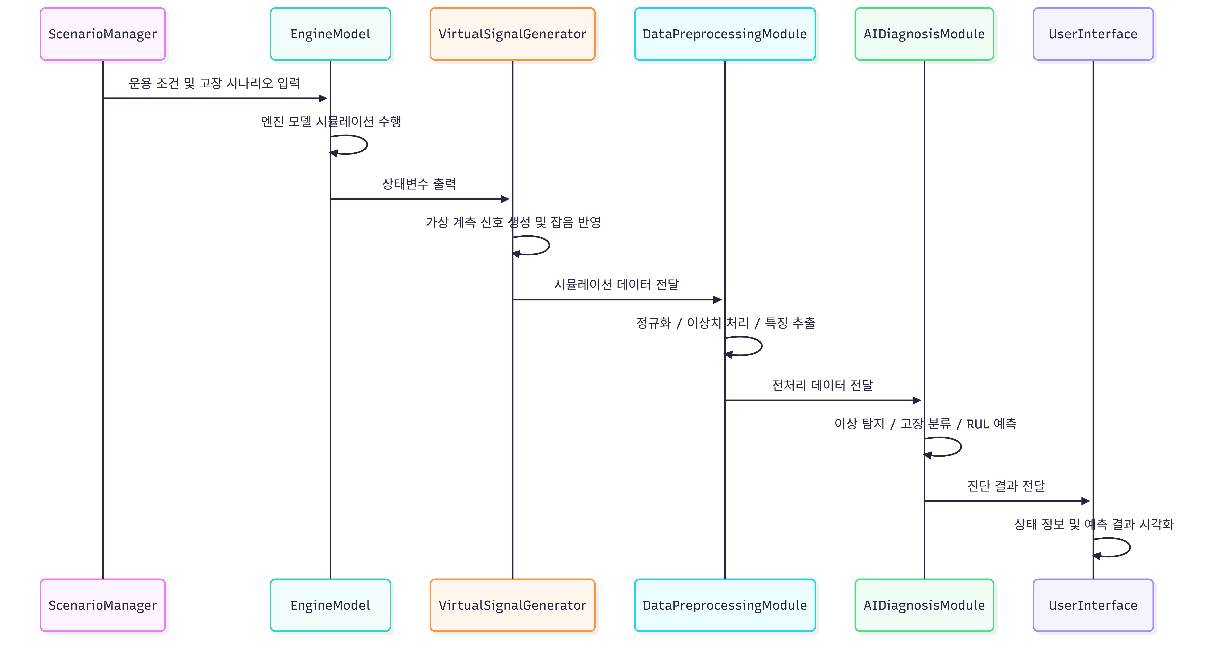 ScenarioManager
EngineModel
VirtualSignalGenerator
DataPreprocessingModule
AIDiagnosisModule
UserInterface
운용 조건 및 고장 시나리오 입력
엔진 모델 시뮬레이션 수행
상태변수 출력
가상 계측 신호 생성 및 잡음 반영
시뮬레이션 데이터 전달
정규화 / 이상치 처리 / 특징 추출
전처리 데이터 전달
이상 탐지 / 고장 분류 / RUL 예측
진단 결과 전달
상태 정보 및 예측 결과 시각화
ScenarioManager
EngineModel
VirtualSignalGenerator
DataPreprocessingModule
AIDiagnosisModule
UserInterface